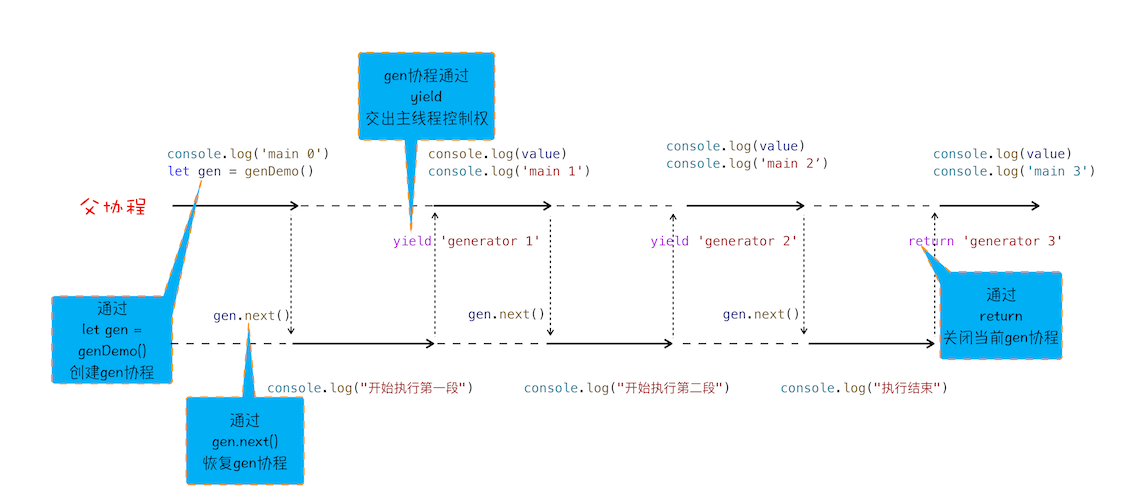 gen协程通过
yield
交出主线程控制权
console.log('main 0')
let gen = genDemo()
console.log(value)
console.log('main 1')
console.log(value)
console.log('main 2’)
console.log(value)
console.log('main 3')
父协程
yield 'generator 1'
yield 'generator 2'
return 'generator 3'
通过
let gen =
genDemo()
创建gen协程
gen.next()
gen.next()
gen.next()
通过
return
关闭当前gen协程
console.log("开始执行第一段")
console.log("开始执行第二段")
console.log("执行结束")
通过
gen.next()
恢复gen协程